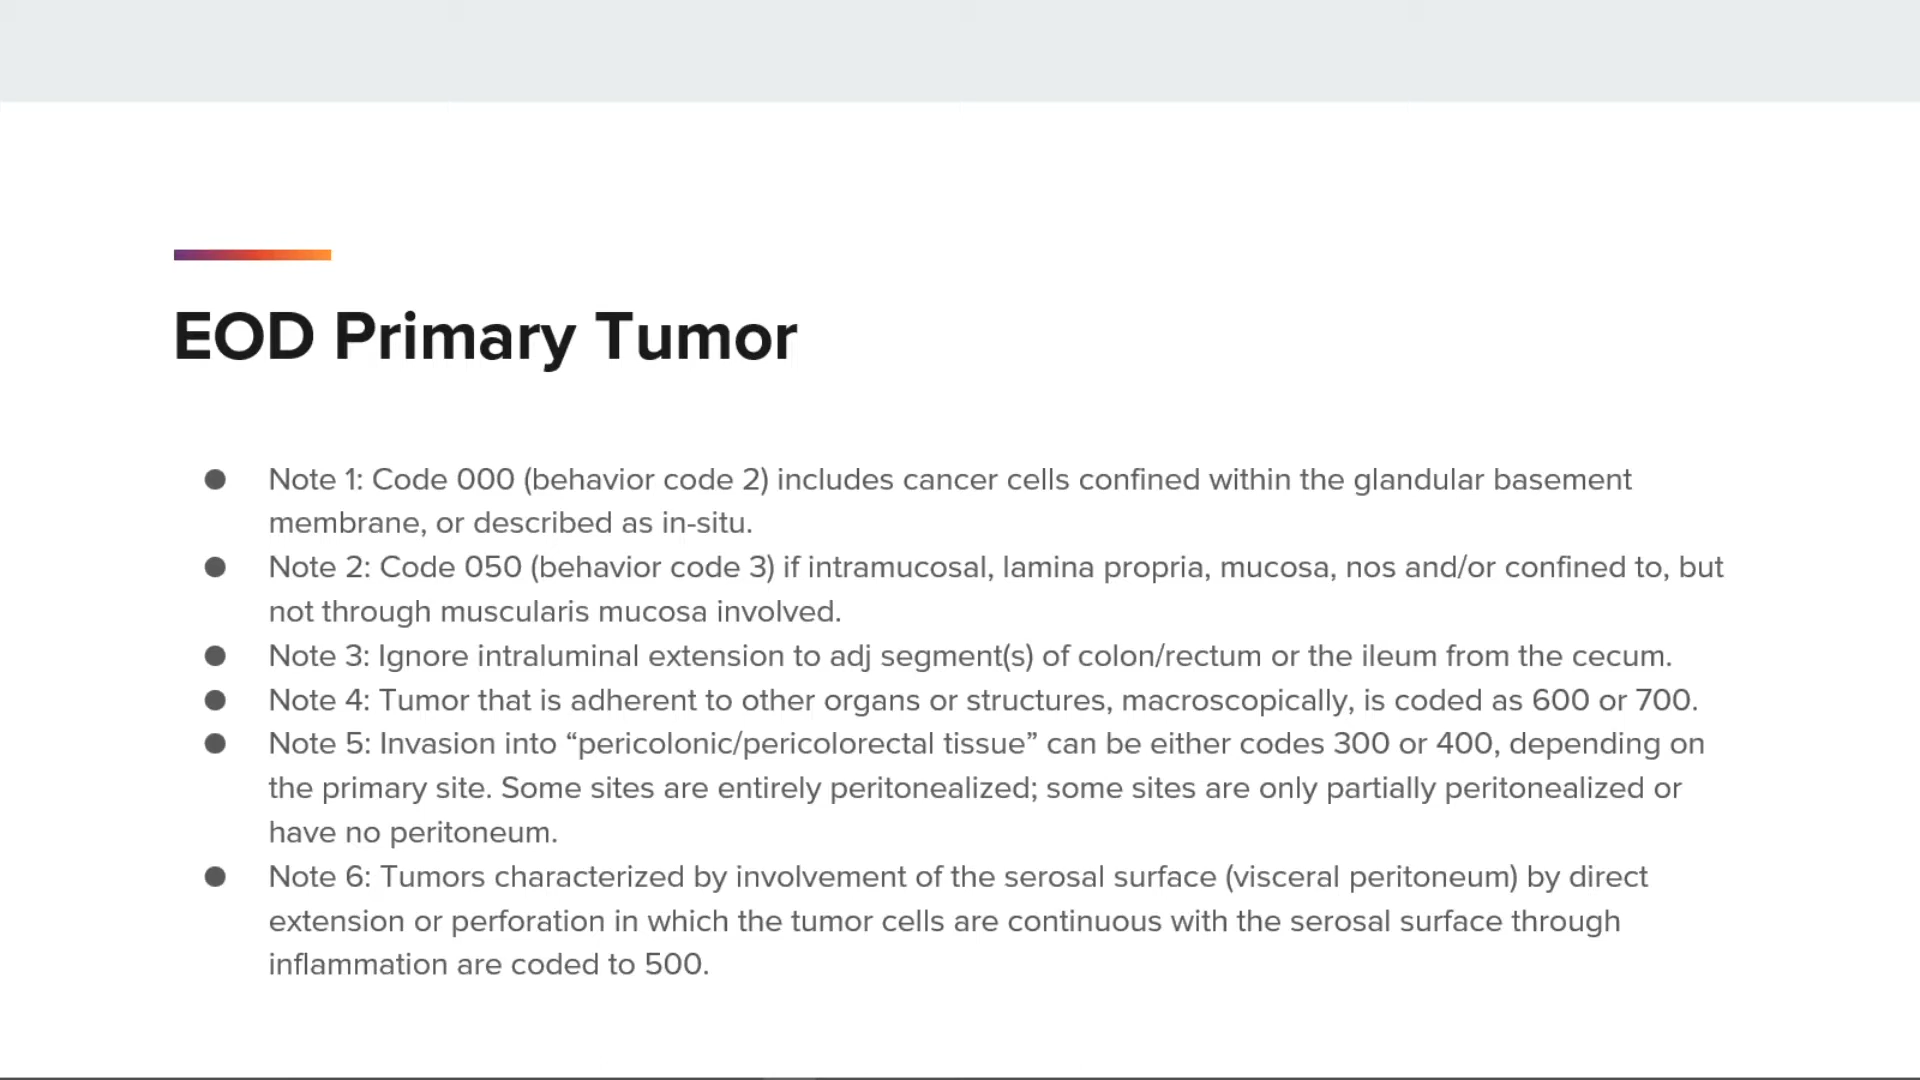 EOD Primary Tumor
● Note 1: Code 000 (behavior code 2) includes cancer cells confined within the glandular basement
membrane, or described as in-situ.
● Note 2: Code 050 (behavior code 3) if intramucosal, lamina propria, mucosa, nos and/or confined to, but
not through muscularis mucosa involved.
● Note 3: Ignore intraluminal extension to adj segment(s) of colon/rectum or the ileum from the cecum.
● Note 4: Tumor that is adherent to other organs or structures, macroscopically, is coded as 600 or 700.
● Note 5: Invasion into “pericolonic/pericolorectal tissue” can be either codes 300 or 400, depending on
the primary site. Some sites are entirely peritonealized; some sites are only partially peritonealized or
have no peritoneum.
● Note 6: Tumors characterized by involvement of the serosal surface (visceral peritoneum) by direct
extension or perforation in which the tumor cells are continuous with the serosal surface through
inflammation are coded to 500.